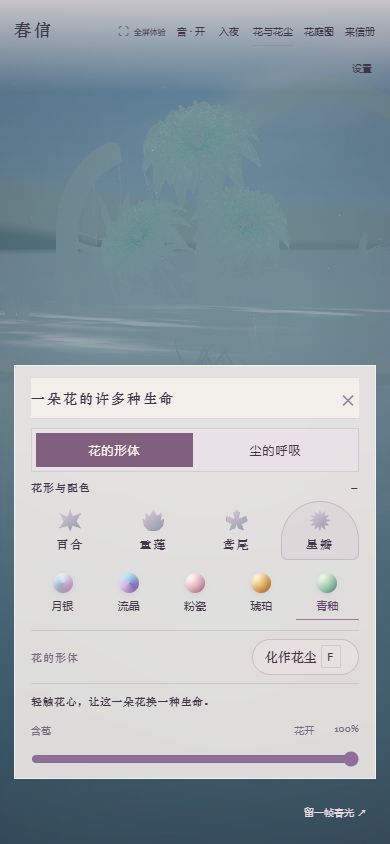 春信
全屏体验 音·开 入夜 花与花尘 花庭图 来信册
设置
一朵花的许多种生命 ×
花的形体 尘的呼吸
花形与配色 −
百合 重莲 鸢尾 星瓣
月银 流晶 粉瓷 琥珀 青釉
花的形体 化作花尘 F
轻触花心，让这一朵花换一种生命。
含苞 花开 100%
留一帧春光 ↗